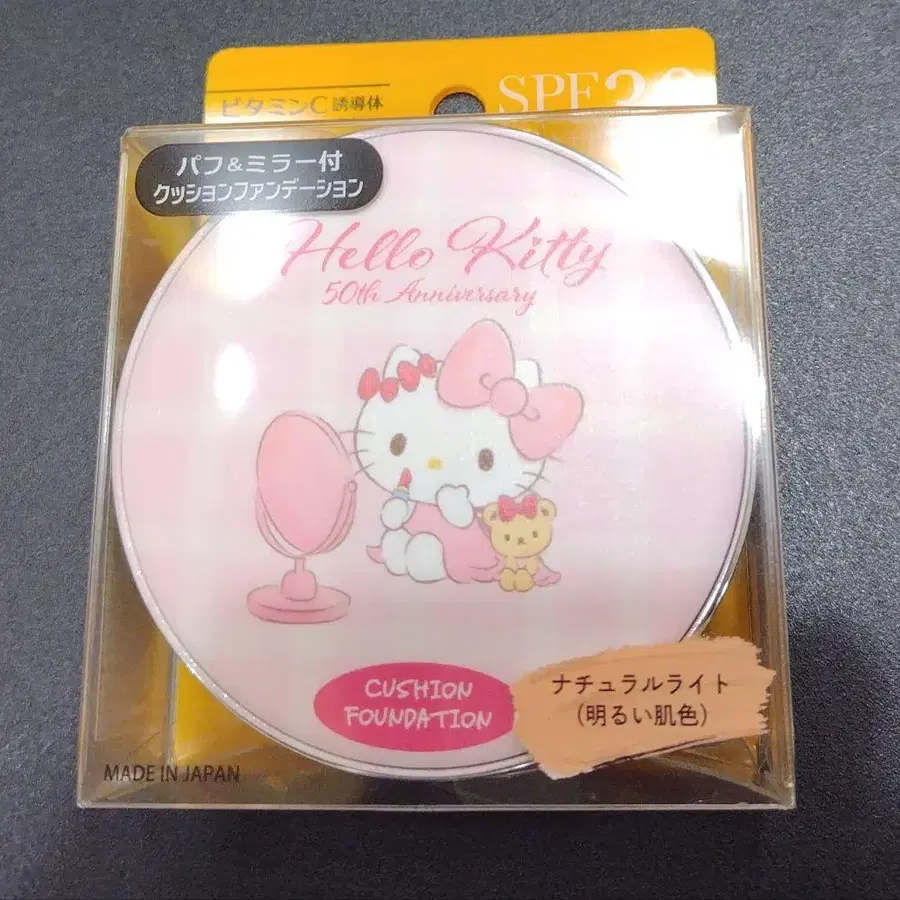 ビタミンC 誘導体
SPF
パフ&ミラー付
クッションファンデーション
Hello Kitty
50th Anniversary
CUSHION
FOUNDATION
ナチュラルライト
(明るい肌色)
MADE IN JAPAN